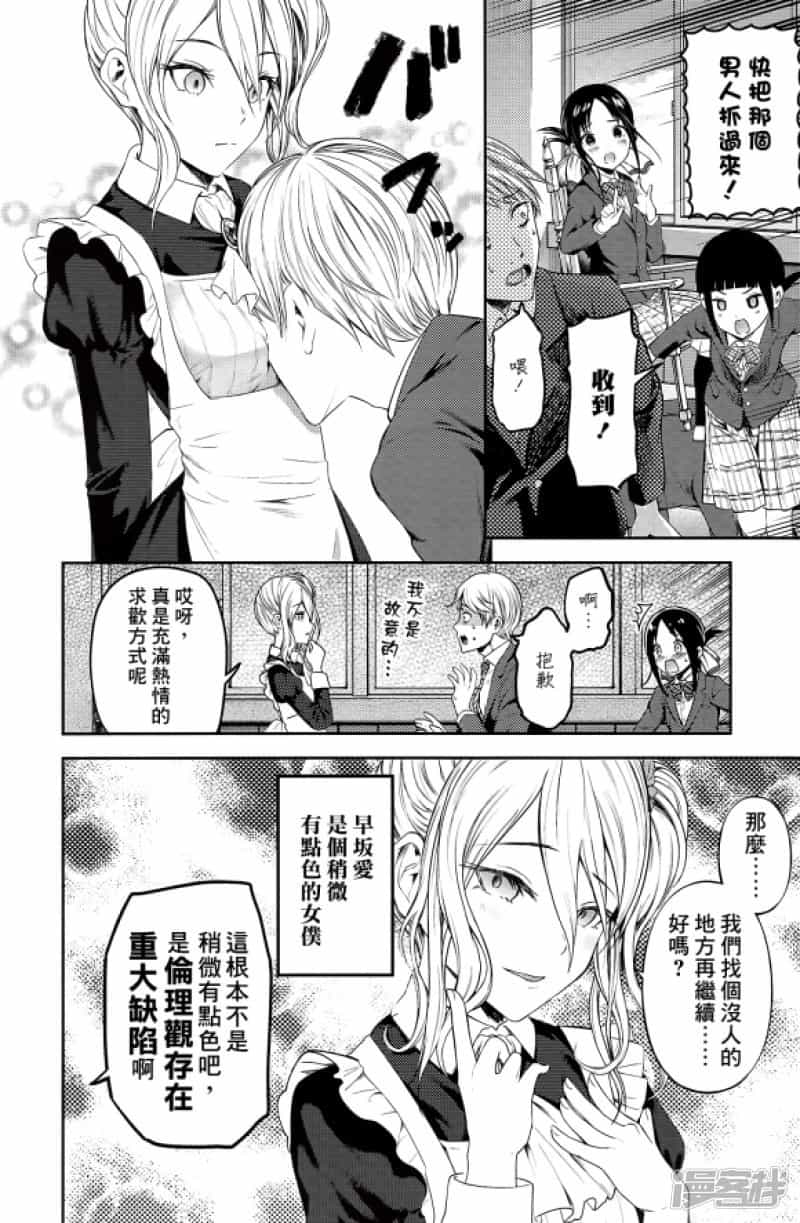 快把那個
男人抓過來！
收到！
喂！
バ
ババ
啊…
抱歉
我不是
故意的…
哎呀，
真是充滿熱情的
求歡方式呢
那麼……
我們找個沒人的
地方再繼續……
好嗎？
早坂愛
是個稍微
有點色的女僕
這根本不是
稍微有點色吧，
是倫理觀存在
重大缺陷啊
漫客栈